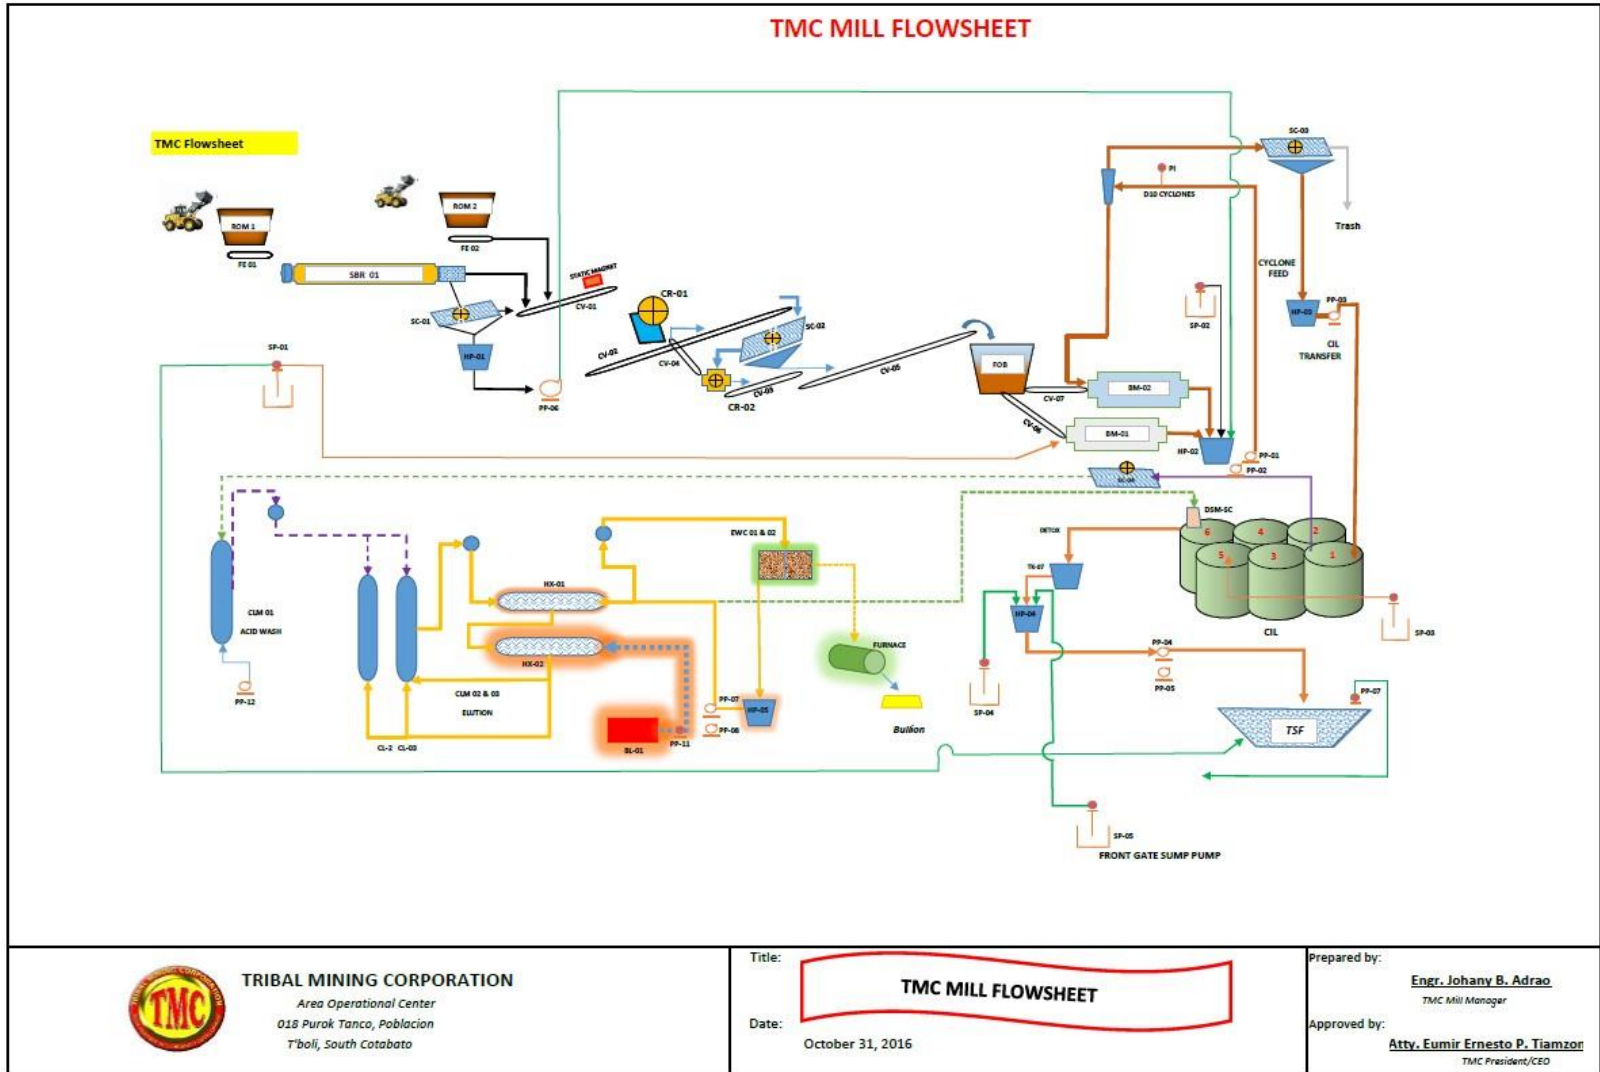 TMC MILL FLOWSHEET
TMC Flowsheet
ROM 1
FE 01
ROM 2
FE 02
SBR 01
STATIC MAGNET
CV-01
SC-01
HP-01
PP-06
SP-01
CR-01
CV-02
CV-04
SC-02
CR-02
CV-03
CV-05
FOB
CV-07
CV-06
BM-02
BM-01
HP-02
PP-01
PP-02
SP-02
PI
D10 CYCLONES
SC-03
Trash
CYCLONE
FEED
HP-03
PP-03
CIL
TRANSFER
DSM-SC
6
4
2
5
3
1
CIL
SP-03
DETOX
TK-07
HP-04
SP-04
PP-04
PP-05
PP-07
TSF
SP-05
FRONT GATE SUMP PUMP
CLM 01
ACID WASH
PP-12
CLM 02 & 03
ELUTION
CL-2 CL-03
HX-01
HX-02
BL-01
PP-11
PP-07
PP-08
HP-05
EWC 01 & 02
FURNACE
Bullion
TMC
TRIBAL MINING CORPORATION
Area Operational Center
018 Purok Tanco, Poblacion
T'boli, South Cotabato
Title:
TMC MILL FLOWSHEET
Date:
October 31, 2016
Prepared by:
Engr. Johany B. Adrao
TMC Mill Manager
Approved by:
Atty. Eumir Ernesto P. Tiamzon
TMC President/CEO